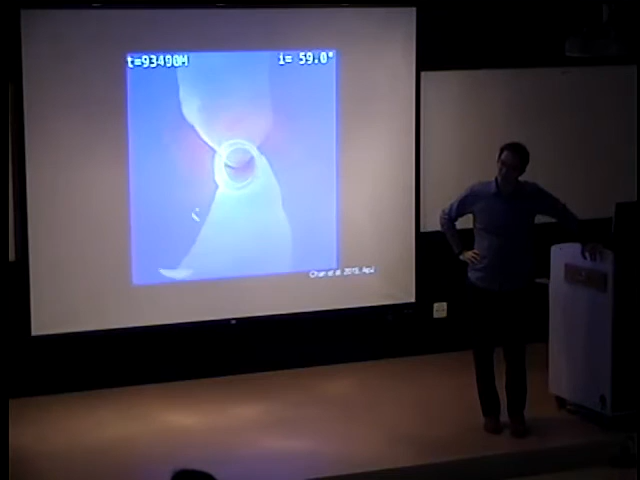 t=93490M
i= 59.0°
Chan et al. 2015, ApJ